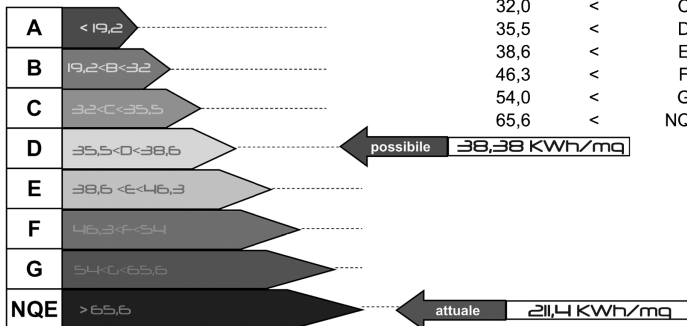 A < 19,2
B 19,2<B<32
C 32<C<35,5
D 35,5<D<38,6
E 38,6 <E<46,3
F 46,3<F<54
G 54<G<65,6
NQE >65,6
32,0 < C
35,5 < D
38,6 < E
46,3 < F
54,0 < G
65,6 < NQ
possibile 38,38 KWh/mq
attuale 211,4 KWh/mq